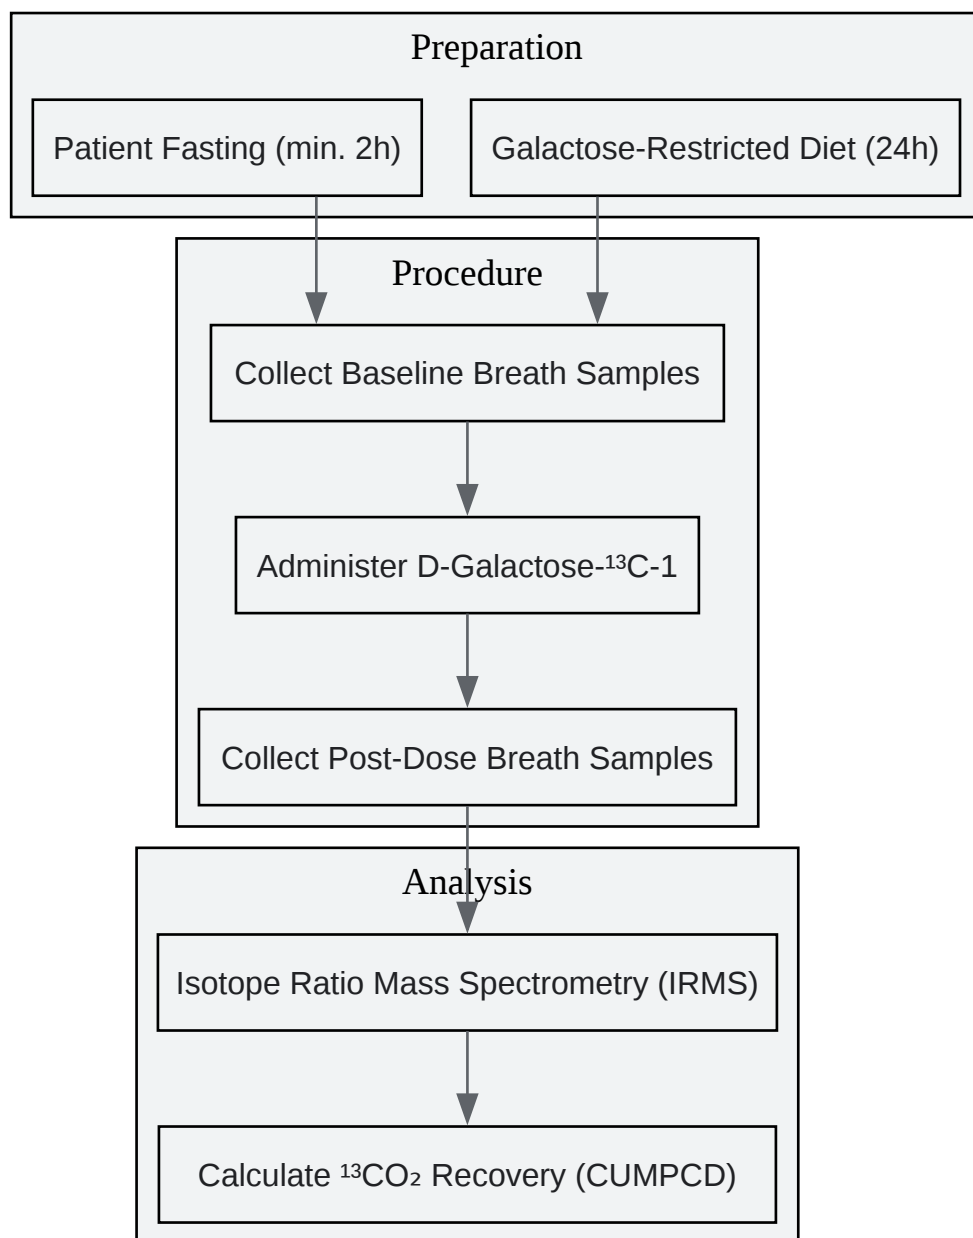 Preparation
Patient Fasting (min. 2h)
Galactose-Restricted Diet (24h)
Procedure
Collect Baseline Breath Samples
Administer D-Galactose-¹³C-1
Collect Post-Dose Breath Samples
Analysis
Isotope Ratio Mass Spectrometry (IRMS)
Calculate ¹³CO₂ Recovery (CUMPCD)